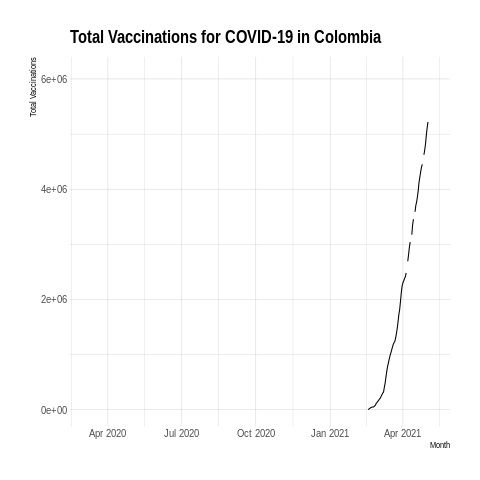 Total Vaccinations for COVID-19 in Colombia
Total Vaccinations
6e+06
4e+06
2e+06
0e+00
Apr 2020 Jul 2020 Oct 2020 Jan 2021 Apr 2021
Month